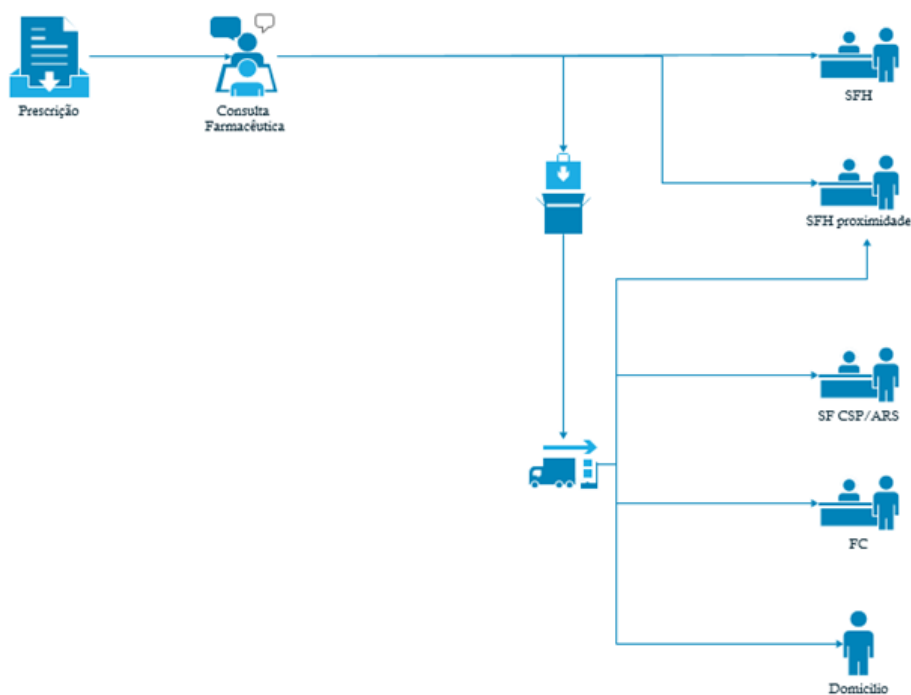 Prescrição
Consulta
Farmacêutica
SFH
SFH proximidade
SF CSP/ARS
FC
Domicílio